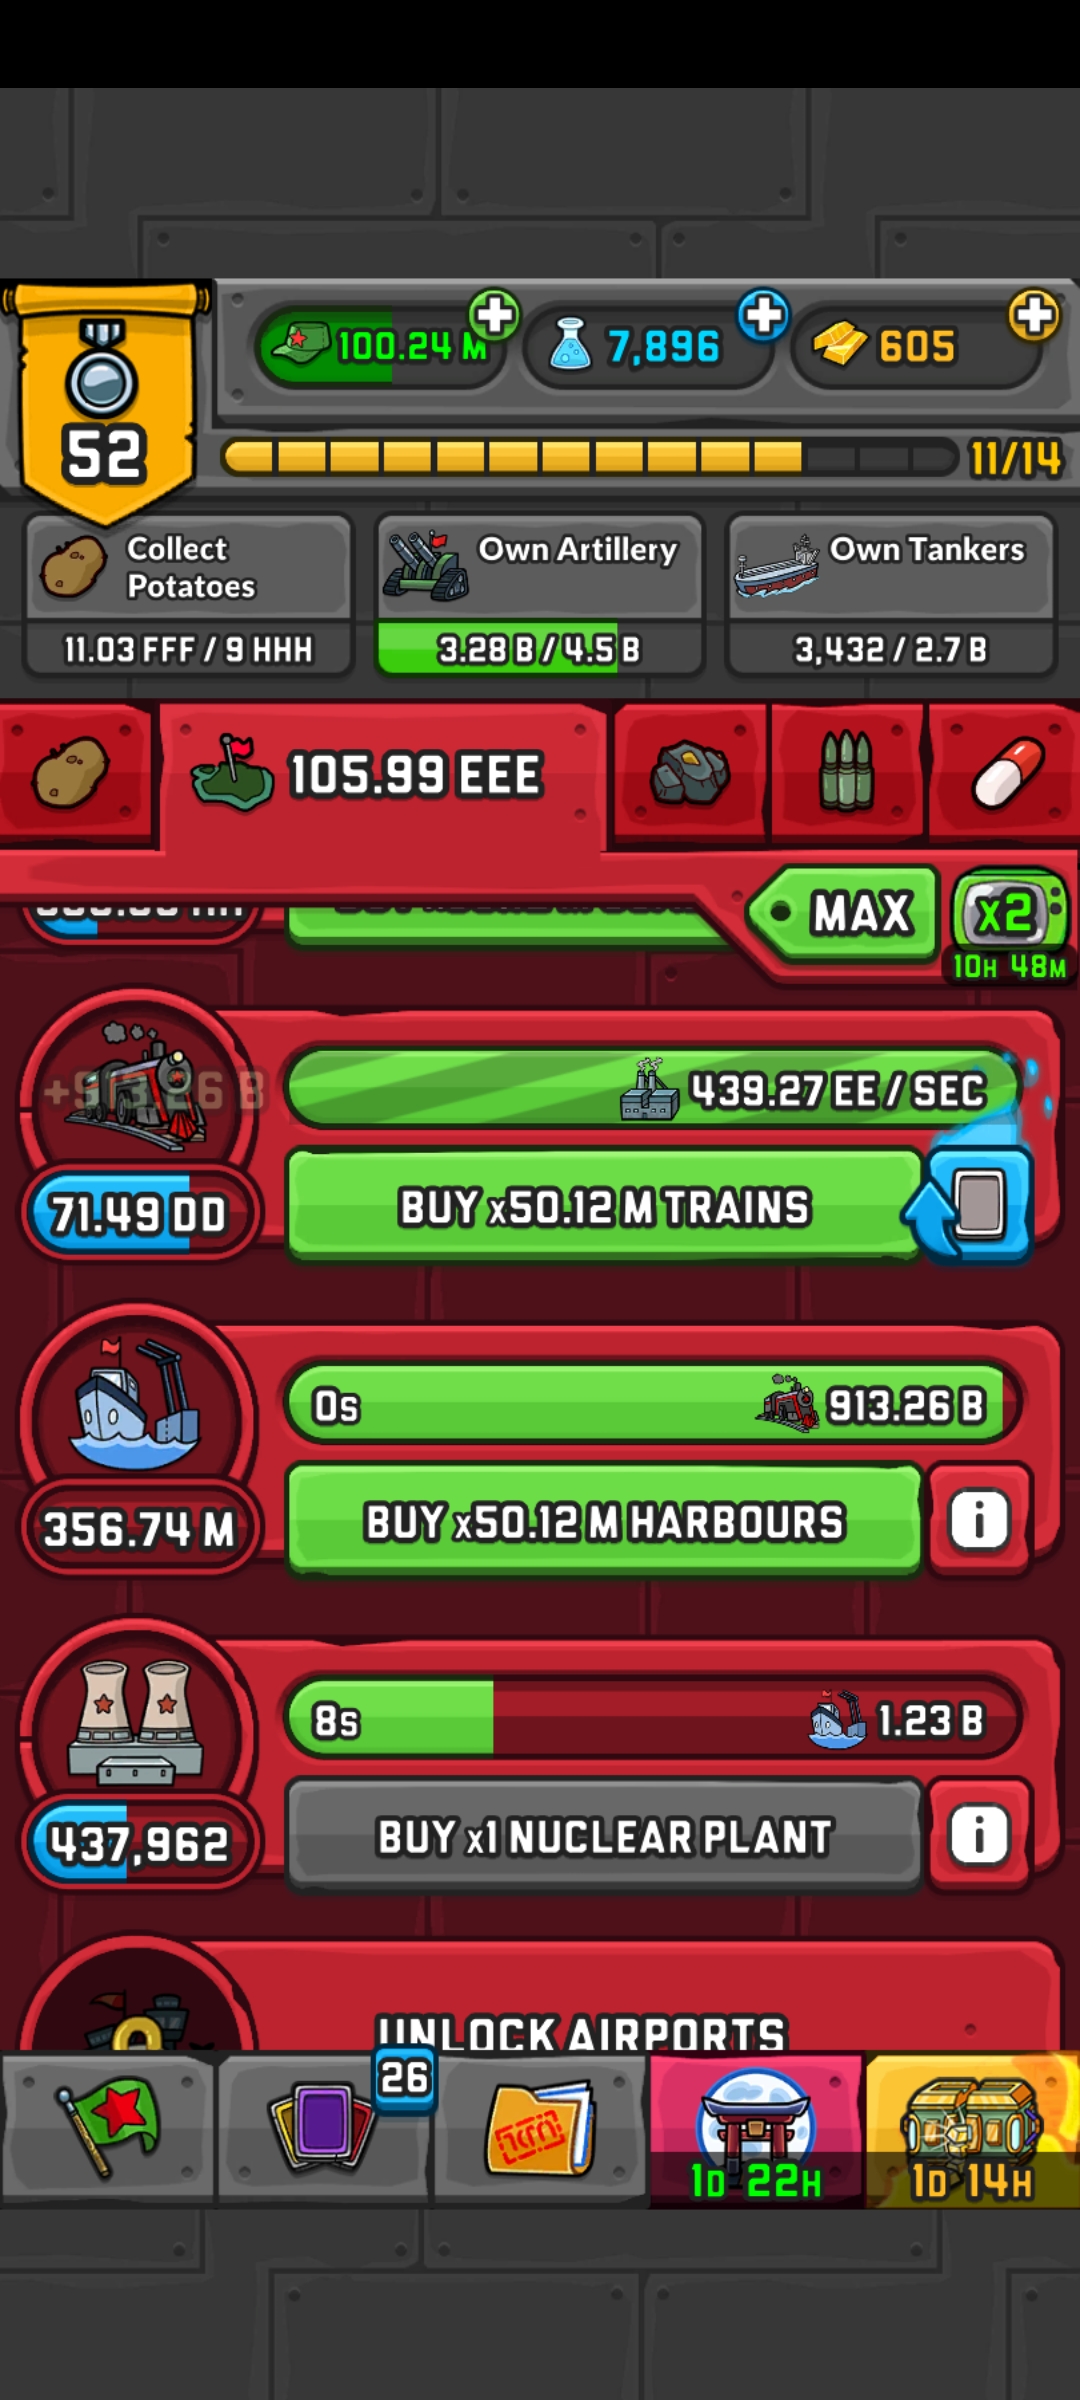 100.24 M
7,896
605
52
11/14
Collect
Potatoes
Own Artillery
Own Tankers
11.03 FFF / 9 HHH
3.28 B / 4.5 B
3,432 / 2.7 B
105.99 EEE
MAX
x2
10H 48M
+913.26 B
439.27 EE / SEC
71.49 DD
BUY x50.12 M TRAINS
0s
913.26 B
356.74 M
BUY x50.12 M HARBOURS
i
8s
1.23 B
437,962
BUY x1 NUCLEAR PLANT
i
UNLOCK AIRPORTS
26
1D 22H
1D 14H